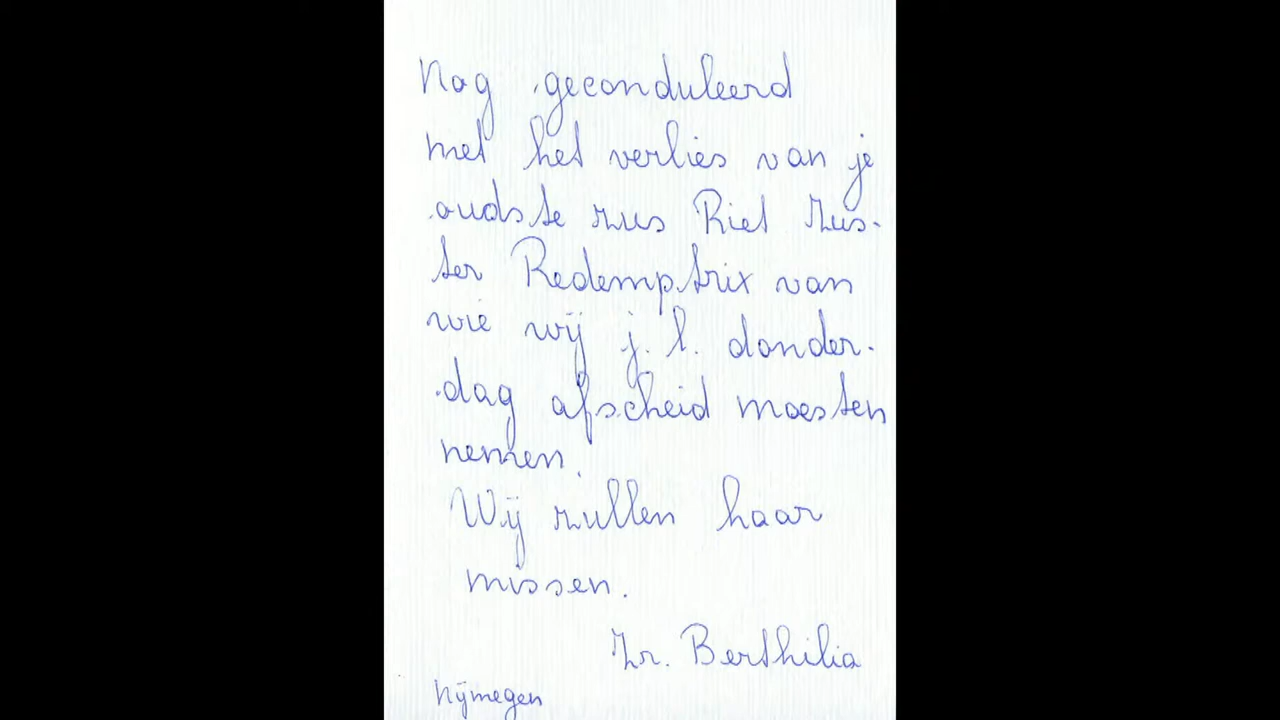 Nog geconduleerd
met het verlies van je
oudste zus Riet Zus-
ter Redemptrix van
wie wij j.l. donder-
dag afscheid moesten
nemen.
Wij zullen haar
missen.
Zr. Berthilia
Nijmegen